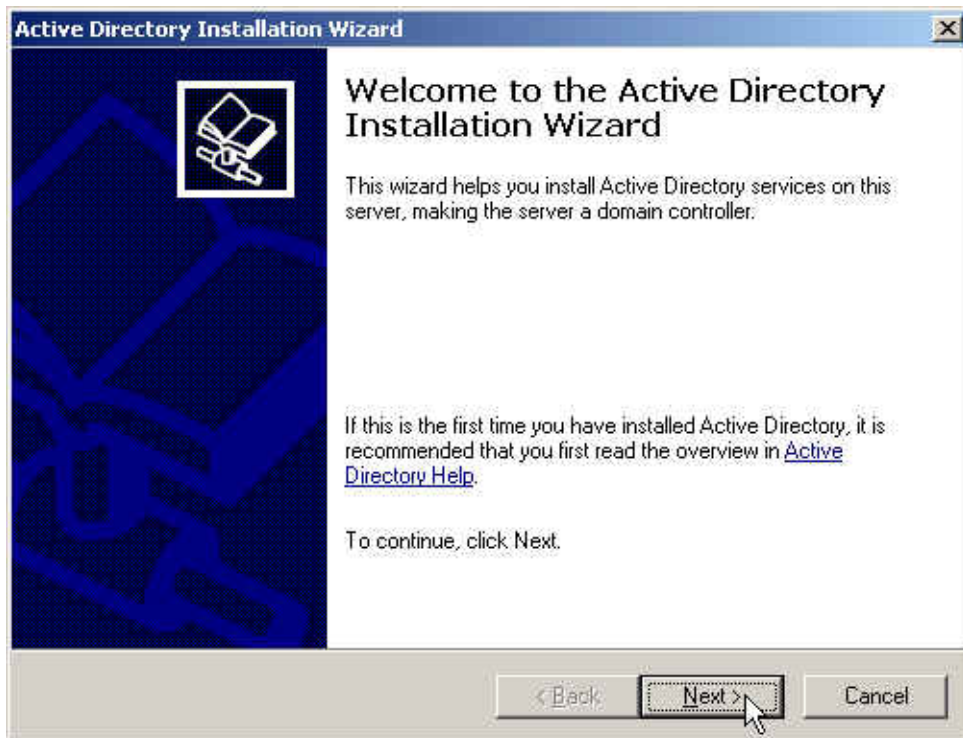 Active Directory Installation Wizard
Welcome to the Active Directory
Installation Wizard
This wizard helps you install Active Directory services on this
server, making the server a domain controller.
If this is the first time you have installed Active Directory, it is
recommended that you first read the overview in Active
Directory Help.
To continue, click Next.
< Back
Next >
Cancel